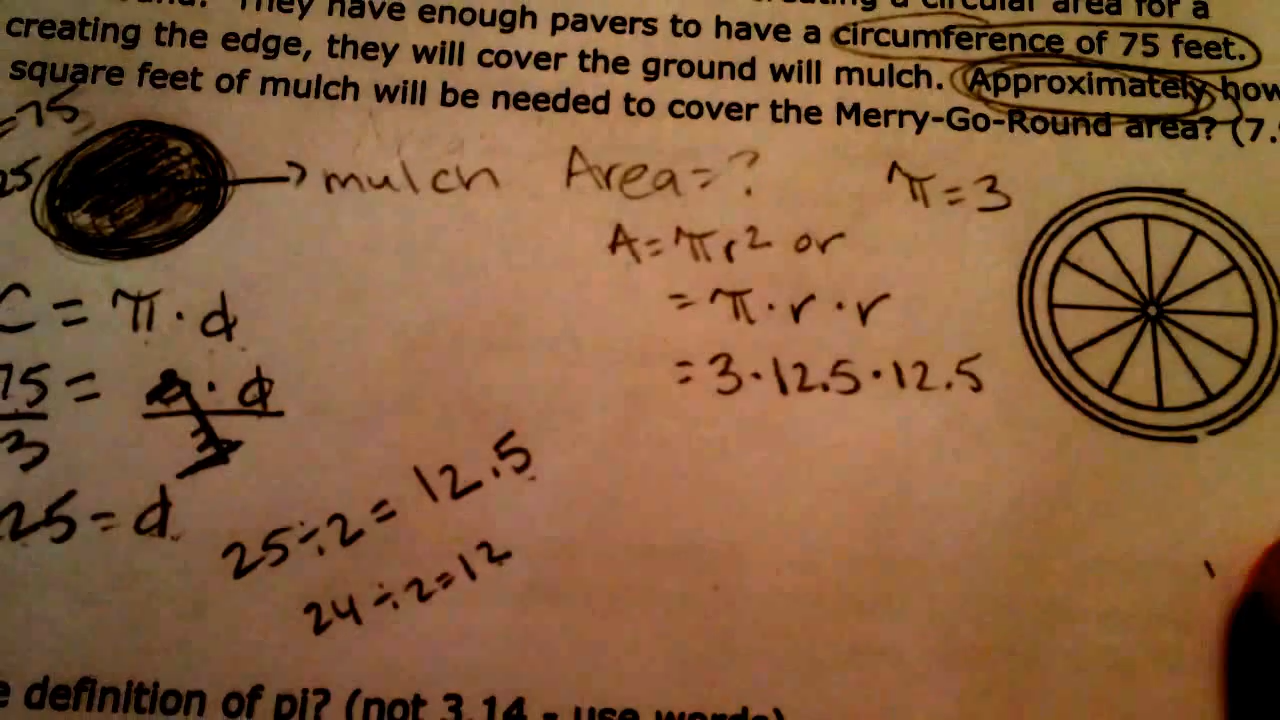 They have enough pavers to have a circumference of 75 feet.
creating the edge, they will cover the ground will mulch. Approximately how
square feet of mulch will be needed to cover the Merry-Go-Round area? (7.
=75
25
→ mulch
Area=?
π=3
A=πr² or
=π·r·r
=3·12.5·12.5
C=π·d
75=3·d
3 3
25=d
25÷2=12.5
24÷2=12
definition of pi? (not 3.14 - use words)